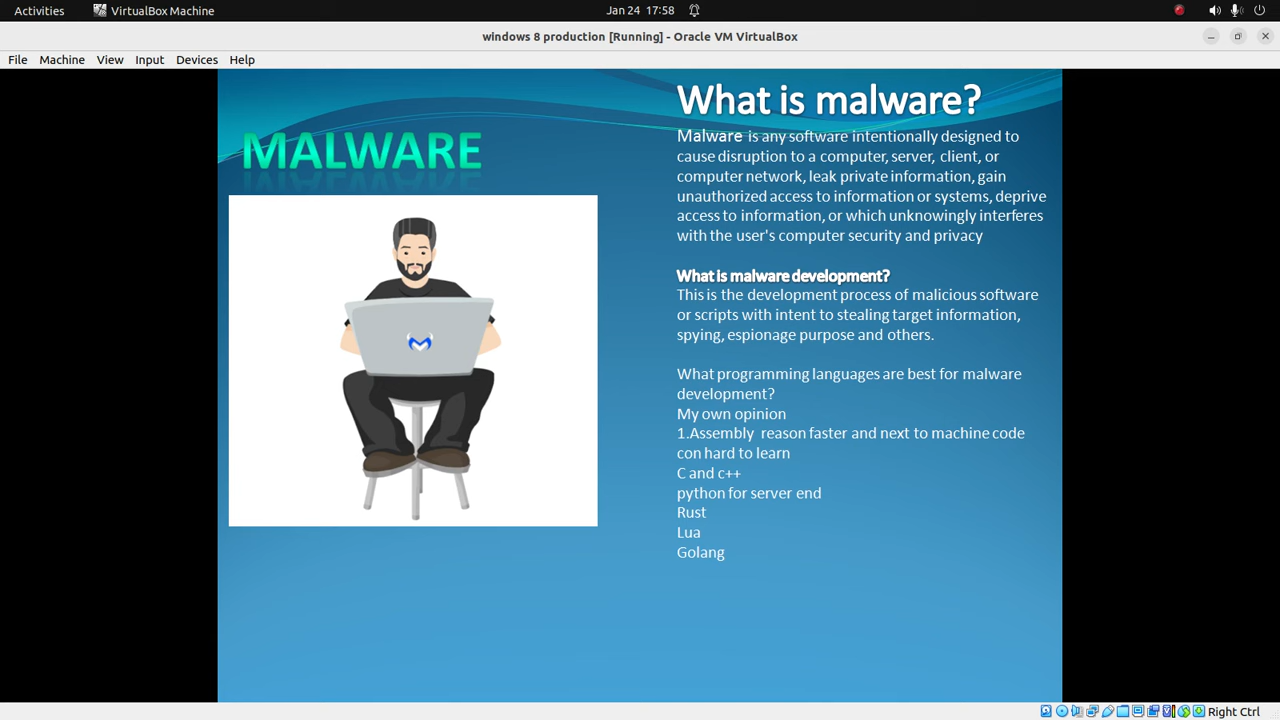 Activities
VirtualBox Machine
Jan 24 17:58
windows 8 production [Running] - Oracle VM VirtualBox
File Machine View Input Devices Help
MALWARE
What is malware?
Malware is any software intentionally designed to
cause disruption to a computer, server, client, or
computer network, leak private information, gain
unauthorized access to information or systems, deprive
access to information, or which unknowingly interferes
with the user's computer security and privacy
What is malware development?
This is the development process of malicious software
or scripts with intent to stealing target information,
spying, espionage purpose and others.
What programming languages are best for malware
development?
My own opinion
1.Assembly reason faster and next to machine code
con hard to learn
C and c++
python for server end
Rust
Lua
Golang
Right Ctrl